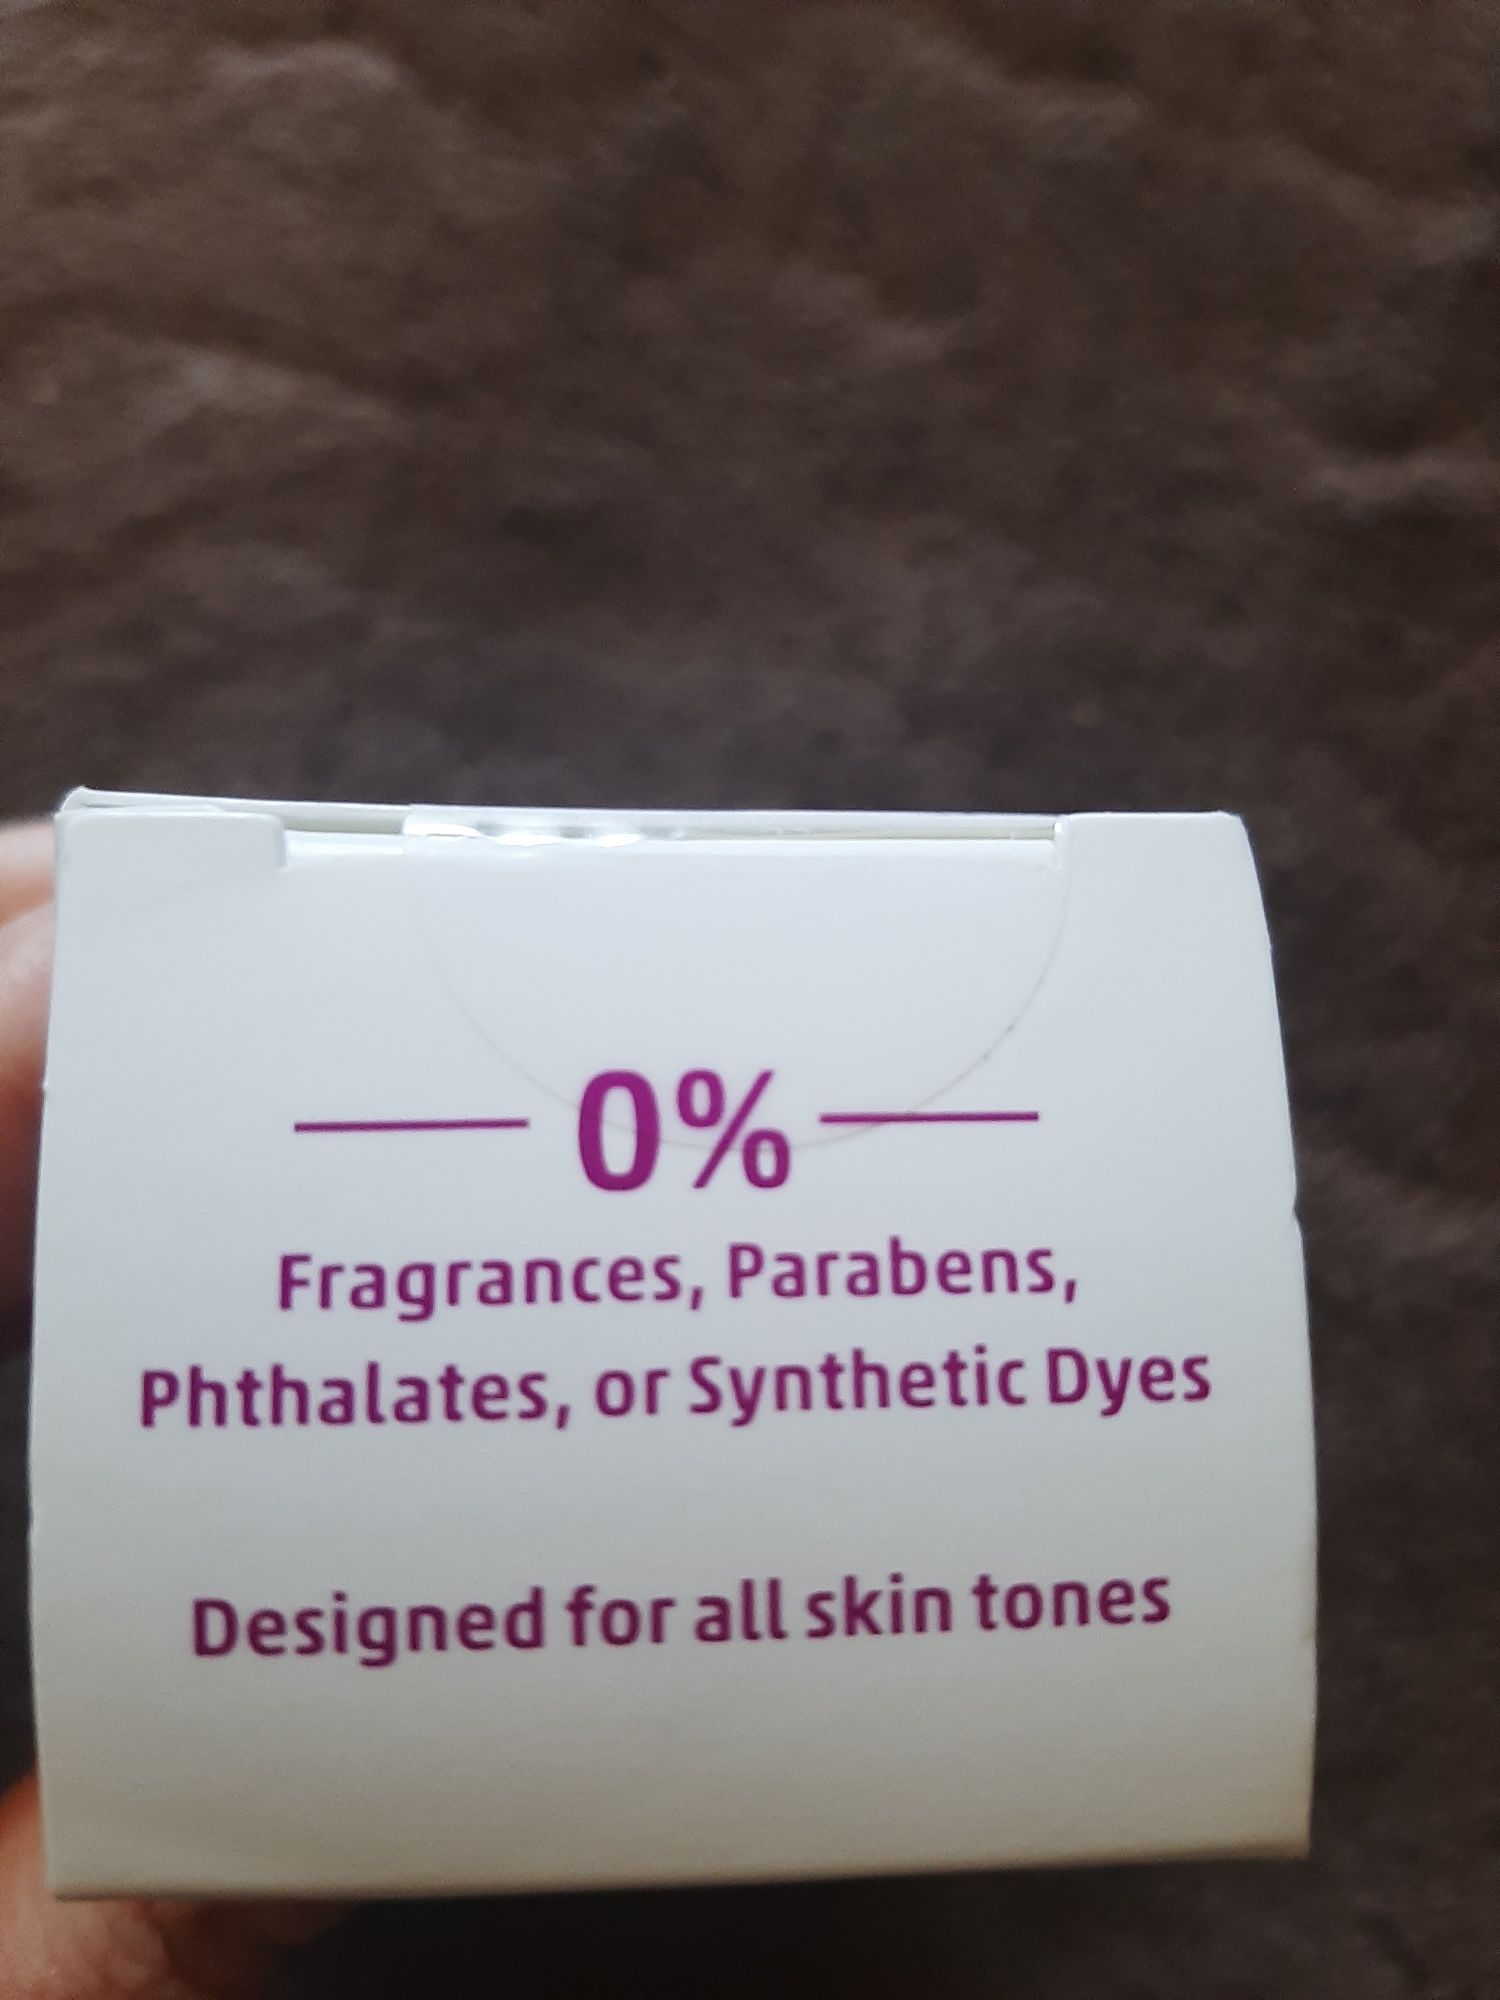 0%
Fragrances, Parabens,
Phthalates, or Synthetic Dyes
Designed for all skin tones